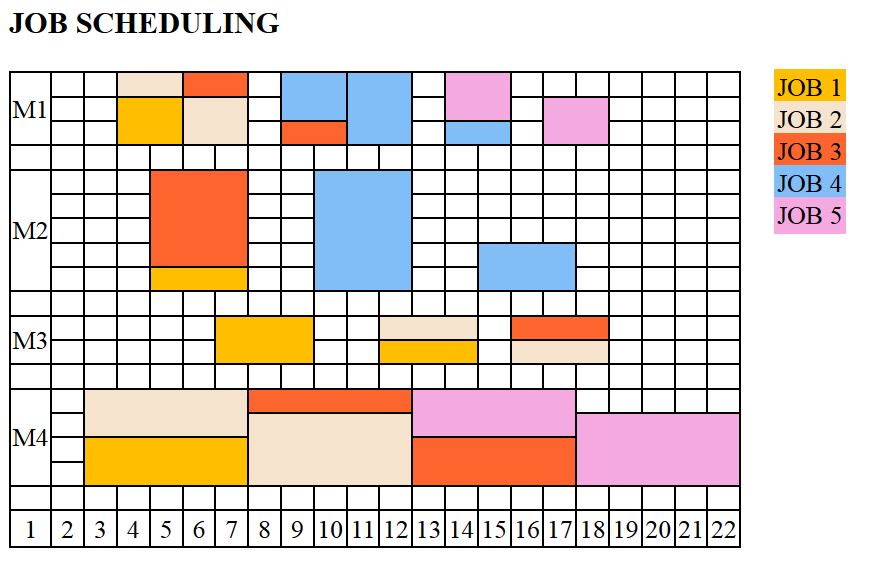 JOB SCHEDULING
M1
M2
M3
M4
1 2 3 4 5 6 7 8 9 10 11 12 13 14 15 16 17 18 19 20 21 22
JOB 1
JOB 2
JOB 3
JOB 4
JOB 5